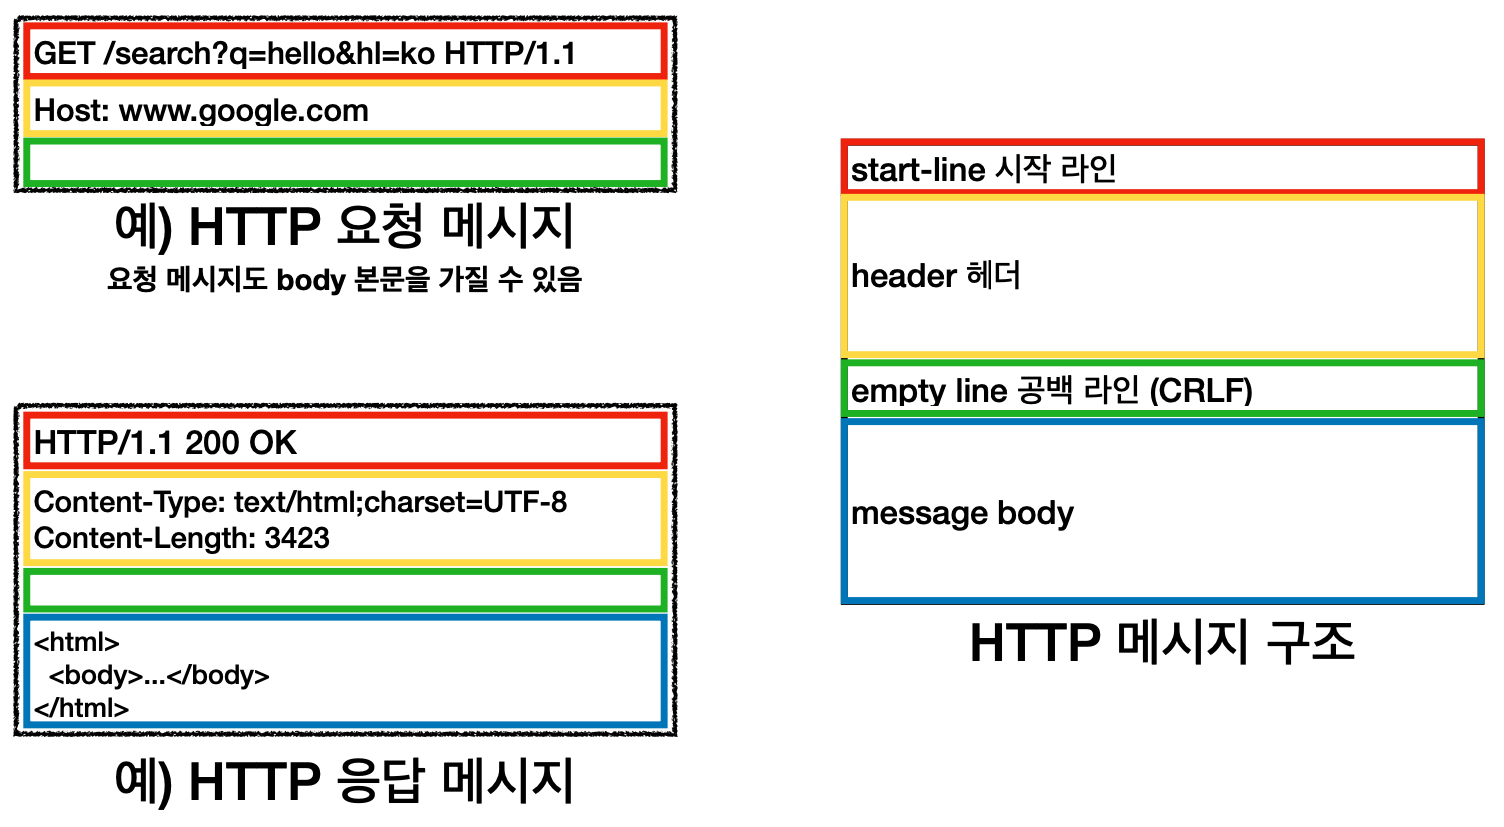 GET /search?q=hello&hl=ko HTTP/1.1
Host: www.google.com
예) HTTP 요청 메시지
요청 메시지도 body 본문을 가질 수 있음
HTTP/1.1 200 OK
Content-Type: text/html;charset=UTF-8
Content-Length: 3423
<html>
  <body>...</body>
</html>
예) HTTP 응답 메시지
start-line 시작 라인
header 헤더
empty line 공백 라인 (CRLF)
message body
HTTP 메시지 구조